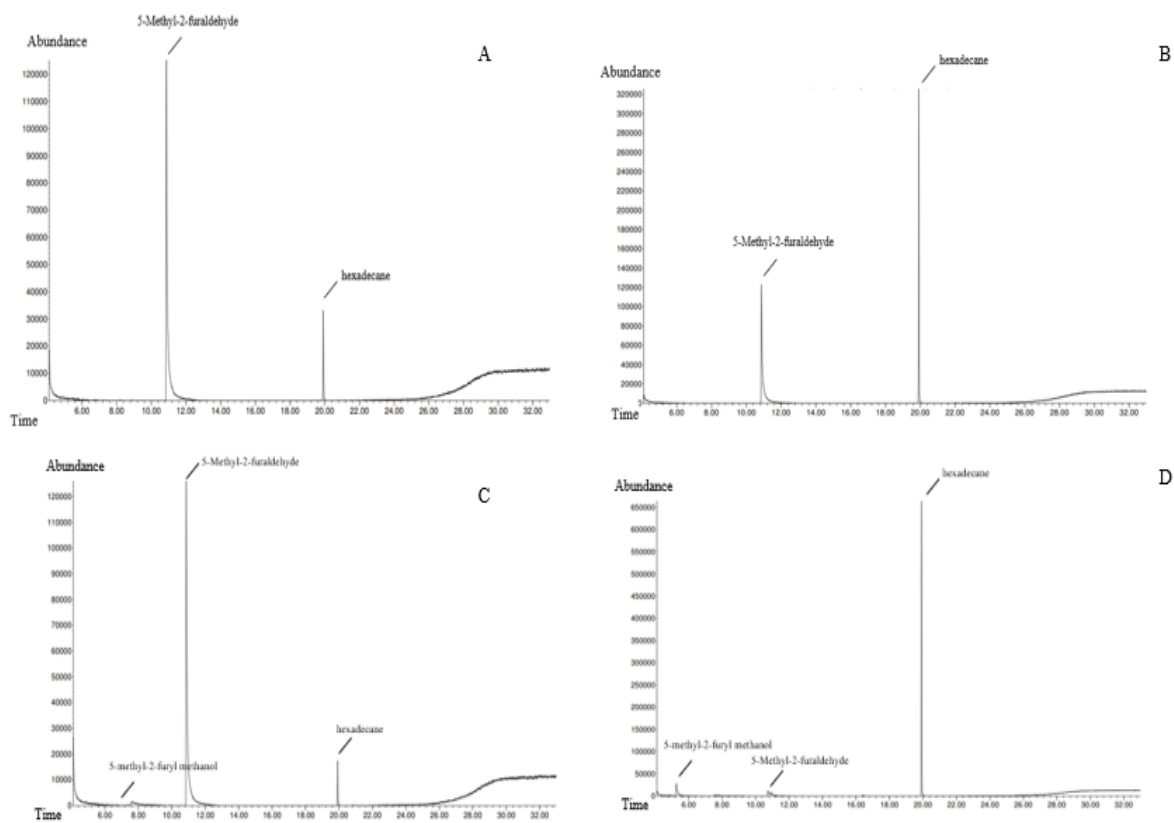 5-Methyl-2-furaldehyde
Abundance
A
120000
110000
100000
90000
80000
70000
60000
50000
40000
30000
20000
10000
0
hexadecane
6.00 8.00 10.00 12.00 14.00 16.00 18.00 20.00 22.00 24.00 26.00 28.00 30.00 32.00
Time
hexadecane
B
Abundance
320000
300000
280000
260000
240000
220000
200000
180000
160000
140000
120000
100000
80000
60000
40000
20000
0
5-Methyl-2-furaldehyde
6.00 8.00 10.00 12.00 14.00 16.00 18.00 20.00 22.00 24.00 26.00 28.00 30.00 32.00
Time
5-Methyl-2-furaldehyde
Abundance
C
120000
110000
100000
90000
80000
70000
60000
50000
40000
30000
20000
10000
0
hexadecane
5-methyl-2-furyl methanol
6.00 8.00 10.00 12.00 14.00 16.00 18.00 20.00 22.00 24.00 26.00 28.00 30.00 32.00
Time
hexadecane
D
Abundance
650000
600000
550000
500000
450000
400000
350000
300000
250000
200000
150000
100000
50000
0
5-methyl-2-furyl methanol
5-Methyl-2-furaldehyde
6.00 8.00 10.00 12.00 14.00 16.00 18.00 20.00 22.00 24.00 26.00 28.00 30.00 32.00
Time